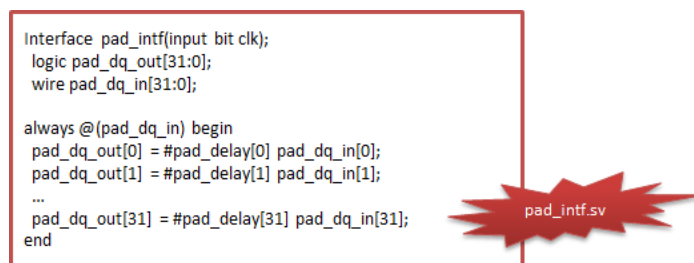 Interface pad_intf(input bit clk);
logic pad_dq_out[31:0];
wire pad_dq_in[31:0];
always @(pad_dq_in) begin
pad_dq_out[0] = #pad_delay[0] pad_dq_in[0];
pad_dq_out[1] = #pad_delay[1] pad_dq_in[1];
...
pad_dq_out[31] = #pad_delay[31] pad_dq_in[31];
end
pad_intf.sv